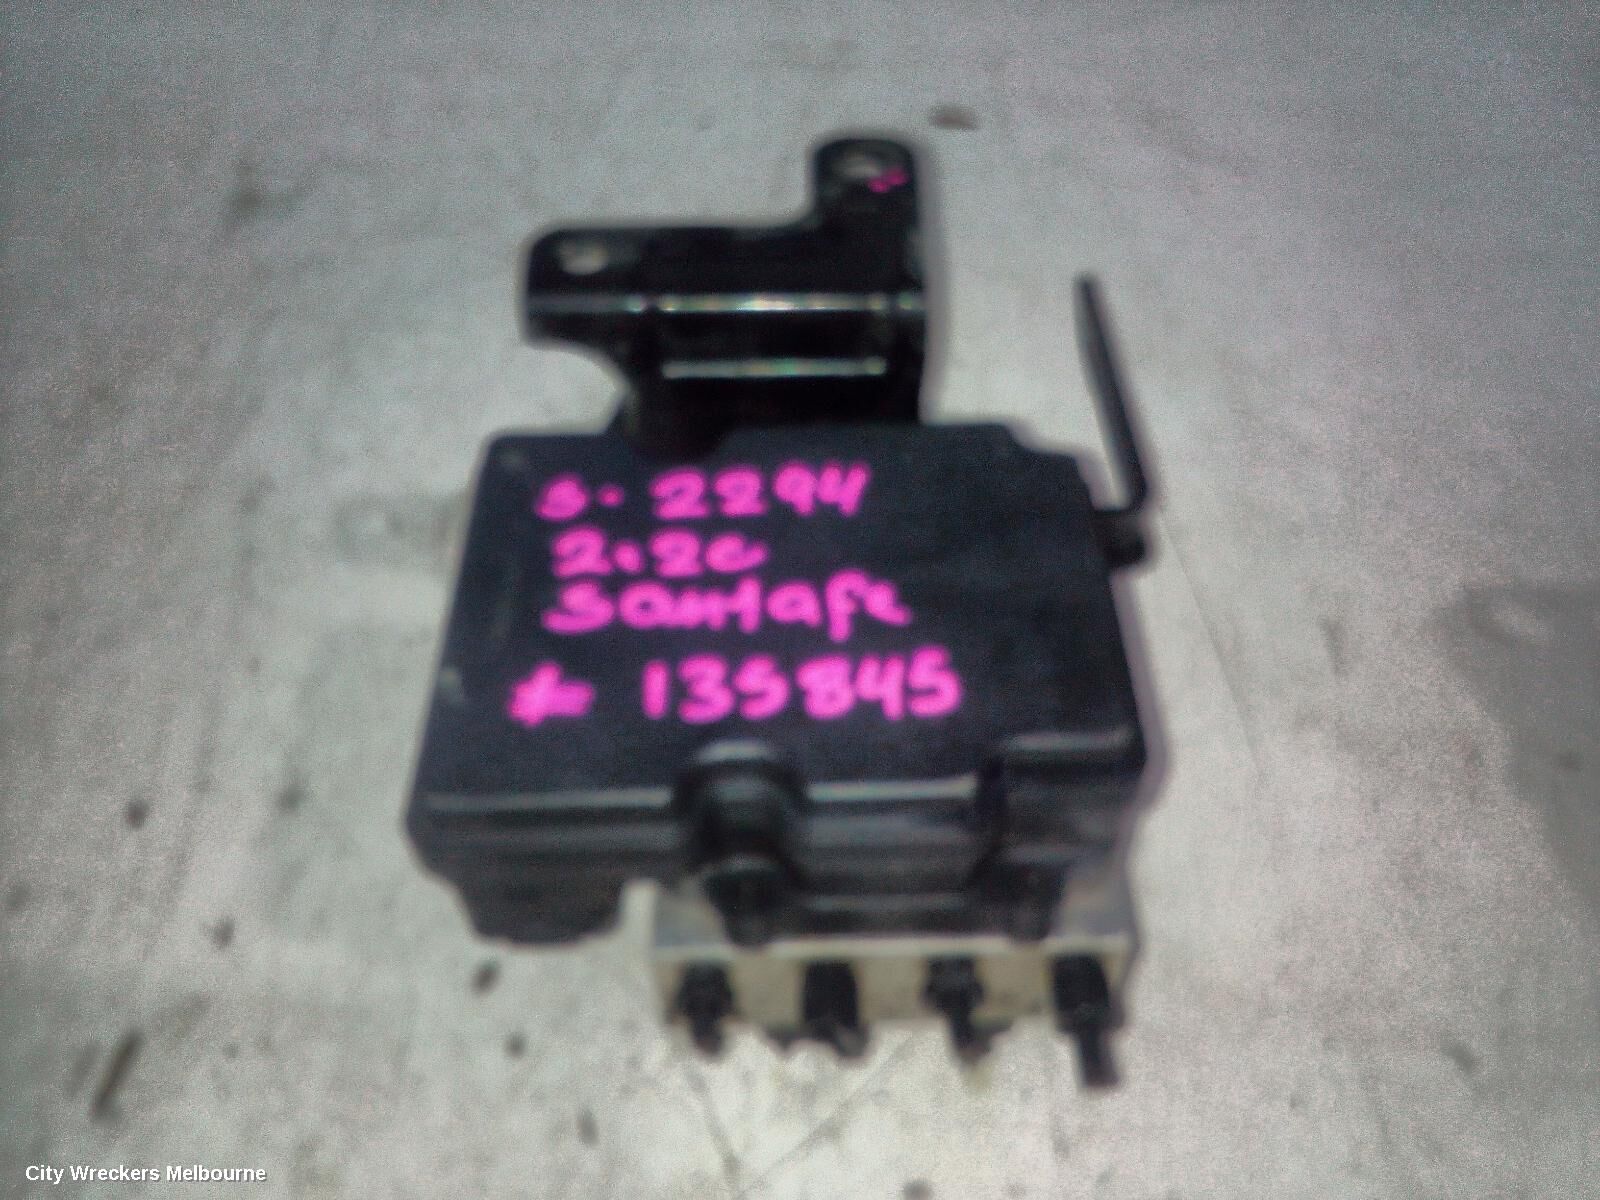 S-2294
2.2c
Santafe
# 135845
City Wreckers Melbourne